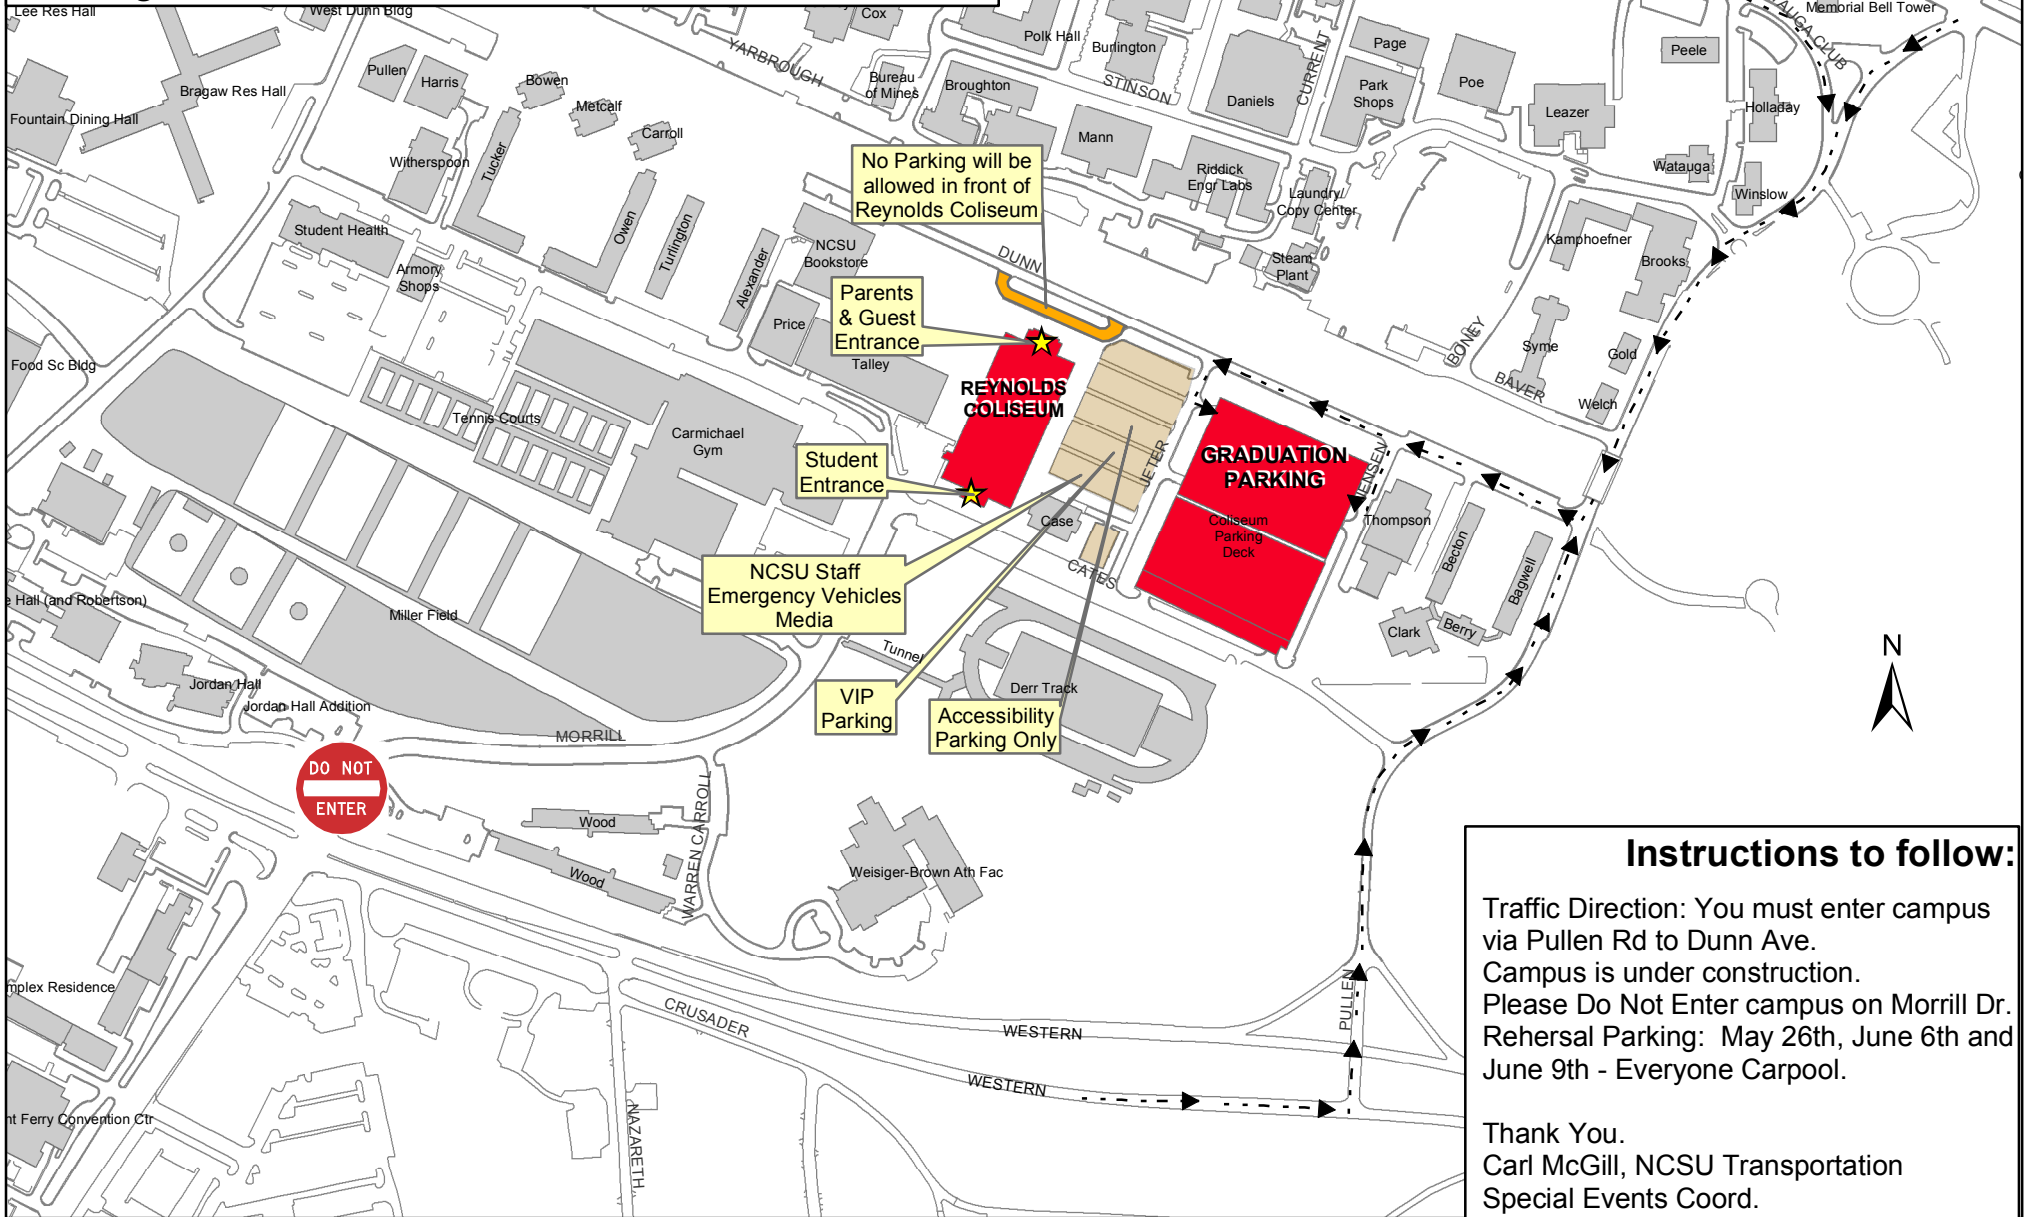 Lee Res Hall
West Dunn Bldg
Cox
Polk Hall
Burlington
CURRENT
Page
Peele
Memorial Bell Tower
AUGA CLUB
Pullen
Harris
Bowen
YARBROUGH
Bureau
of Mines
Broughton
STINSON
Daniels
Park
Shops
Poe
Leazer
Holladay
Bragaw Res Hall
Fountain Dining Hall
Metcalf
Carroll
Witherspoon
Tucker
Mann
Riddick
Engr Labs
Laundry/
Copy Center
Watauga
Winslow
No Parking will be
allowed in front of
Reynolds Coliseum
Student Health
Armory
Shops
Owen
Turlington
Alexander
NCSU
Bookstore
DUNN
Steam
Plant
Kamphoefner
Brooks
Parents
& Guest
Entrance
Price
Talley
BONEY
Syme
Gold
BAVER
Welch
Food Sc Bldg
Tennis Courts
Carmichael
Gym
REYNOLDS
COLISEUM
Student
Entrance
JETER
GRADUATION
PARKING
JENSEN
Coliseum
Parking
Deck
Thompson
Becton
Bagwell
Case
CATES
Clark
Berry
NCSU Staff
Emergency Vehicles
Media
e Hall (and Robertson)
Miller Field
Tunnel
Derr Track
VIP
Parking
Accessibility
Parking Only
Jordan Hall
Jordan Hall Addition
MORRILL
DO NOT
ENTER
Wood
Wood
WARREN CARROLL
Weisiger-Brown Ath Fac
N
mplex Residence
CRUSADER
WESTERN
WESTERN
PULLEN
NAZARETH
nt Ferry Convention Ctr
Instructions to follow:
Traffic Direction: You must enter campus
via Pullen Rd to Dunn Ave.
Campus is under construction.
Please Do Not Enter campus on Morrill Dr.
Rehersal Parking:  May 26th, June 6th and
June 9th - Everyone Carpool.
Thank You.
Carl McGill, NCSU Transportation
Special Events Coord.